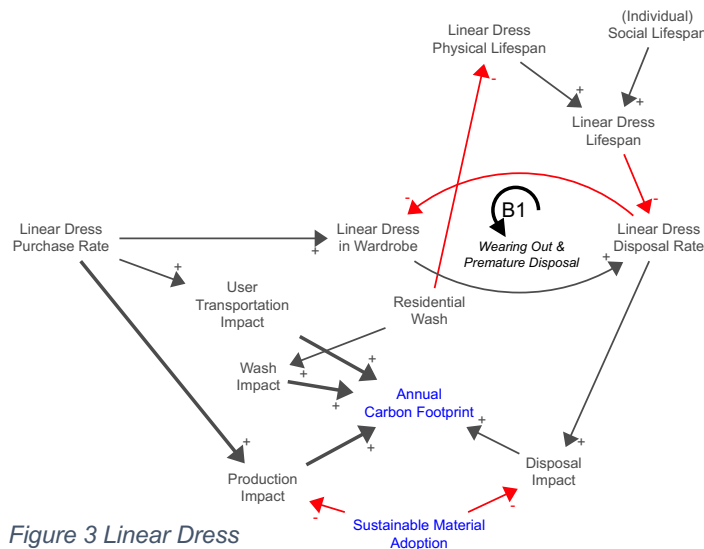 (Individual)
Social Lifespan
Linear Dress
Physical Lifespan
+
-
+
Linear Dress
Lifespan
-
-
B1
Linear Dress
Purchase Rate
Linear Dress
in Wardrobe
Wearing Out &
Premature Disposal
Linear Dress
Disposal Rate
+
+
+
User
Transportation
Impact
Residential
Wash
Wash
Impact
+
+
+
Annual
Carbon Footprint
+
+
+
+
Production
Impact
Disposal
Impact
-
-
Sustainable Material
Adoption
Figure 3 Linear Dress